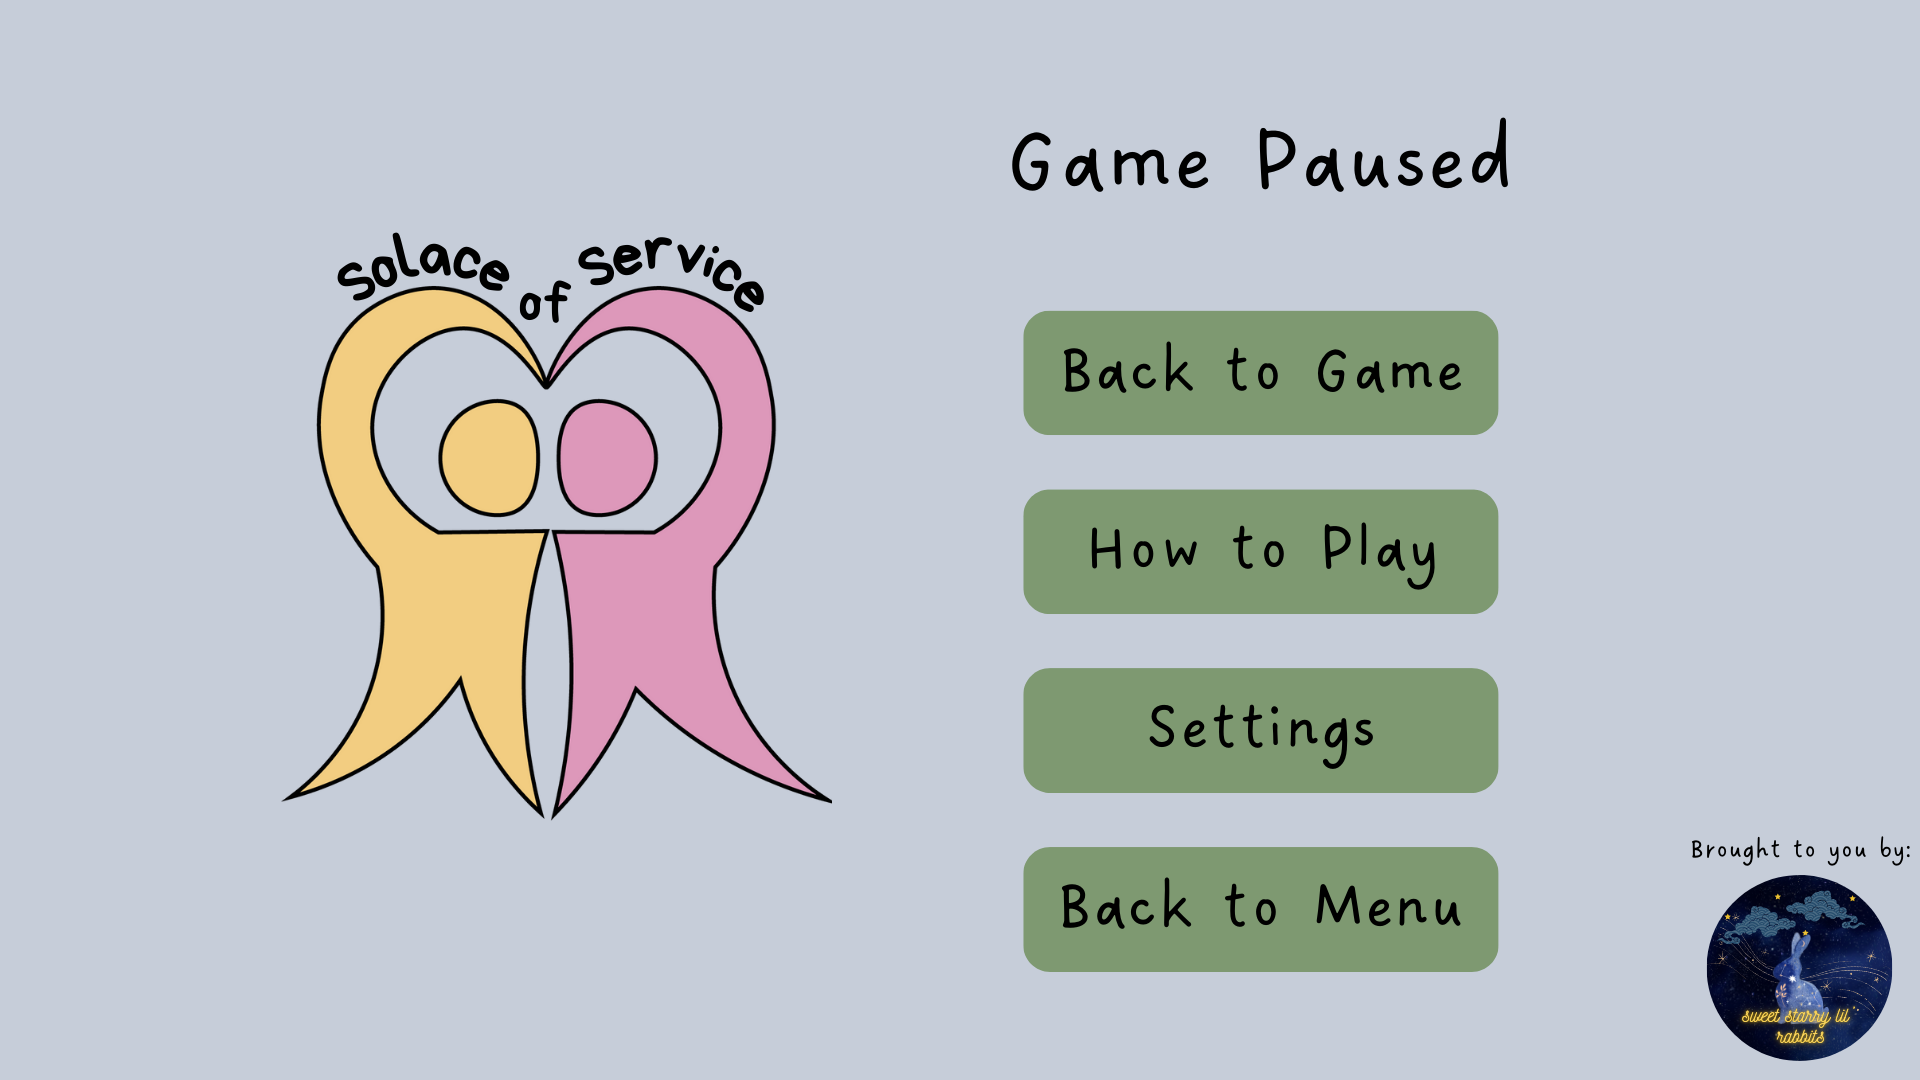 Solace of Service
Game Paused
Back to Game
How to Play
Settings
Back to Menu
Brought to you by:
sweet starry lil
rabbits